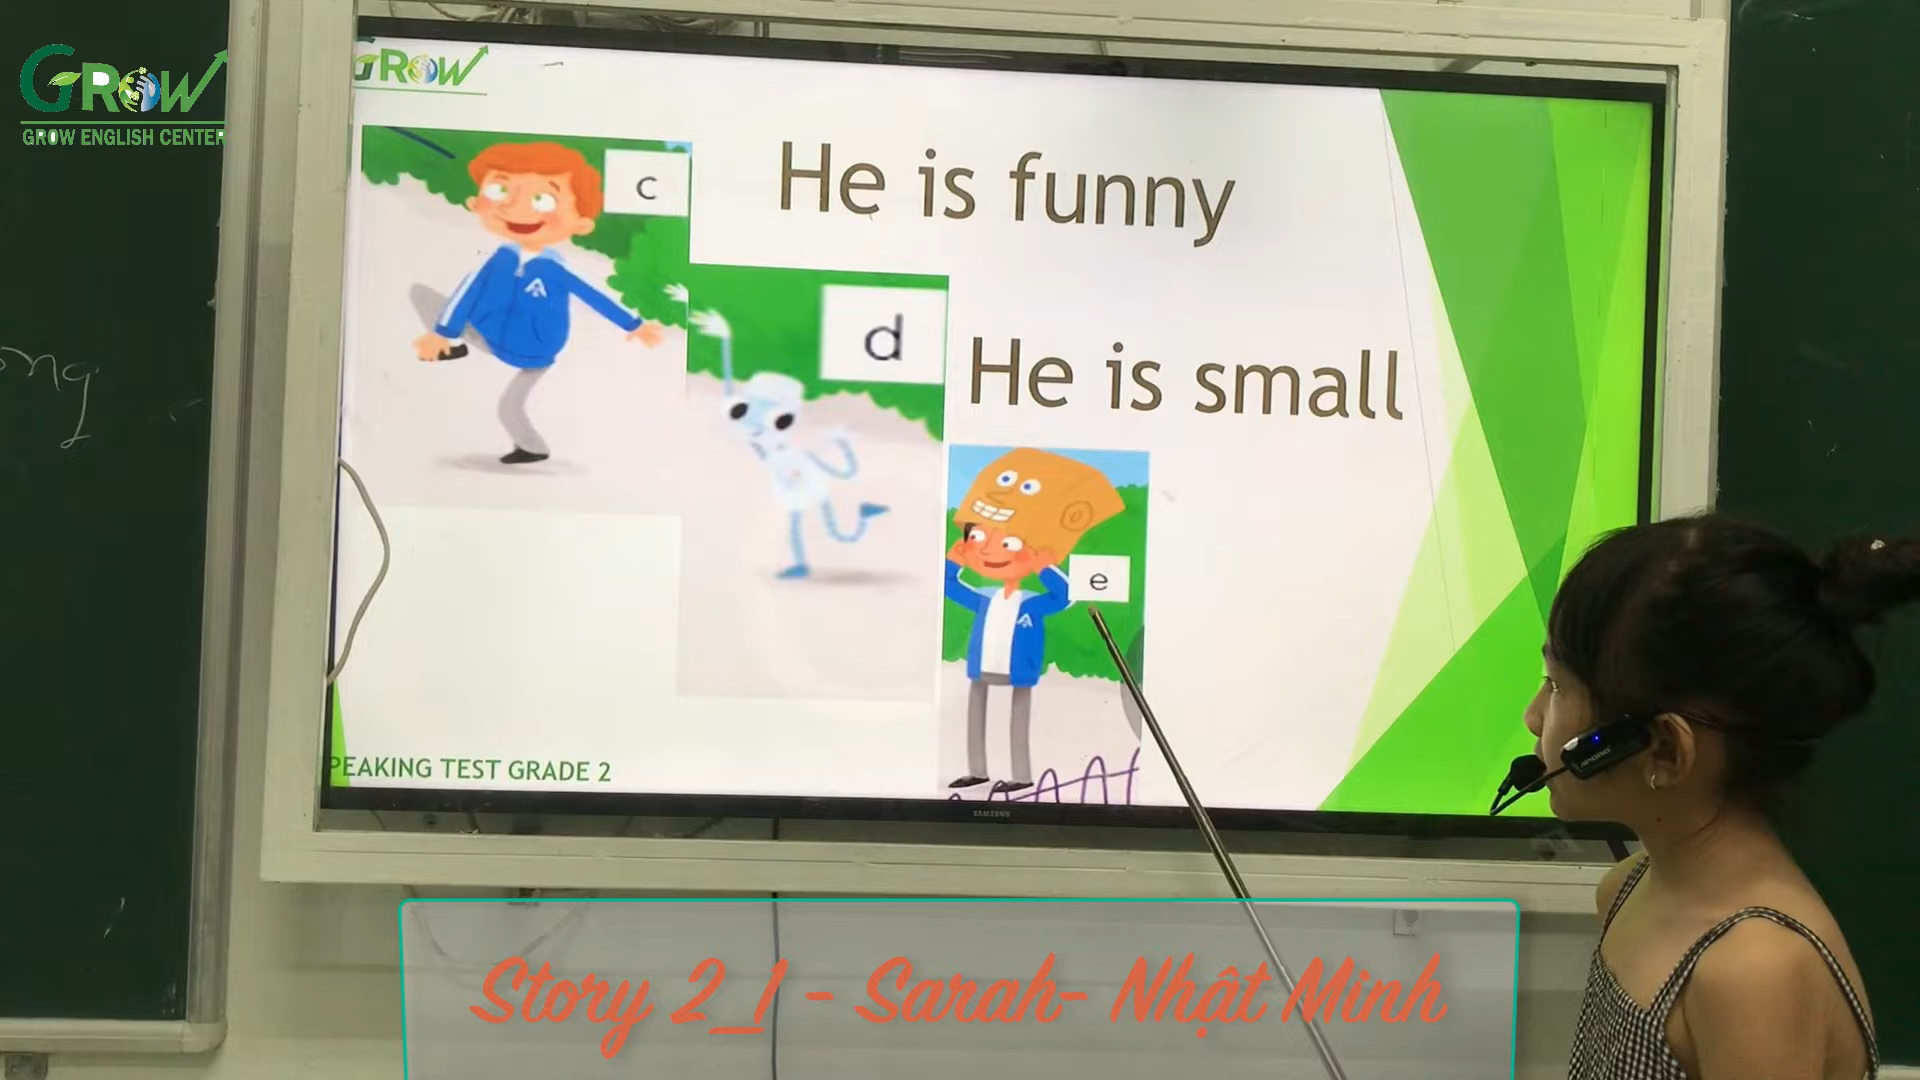 GROW
GROW ENGLISH CENTER
GROW
c
He is funny
d
He is small
e
PEAKING TEST GRADE 2
SAMSUNG
Story 2_1 - Sarah- Nhật Minh